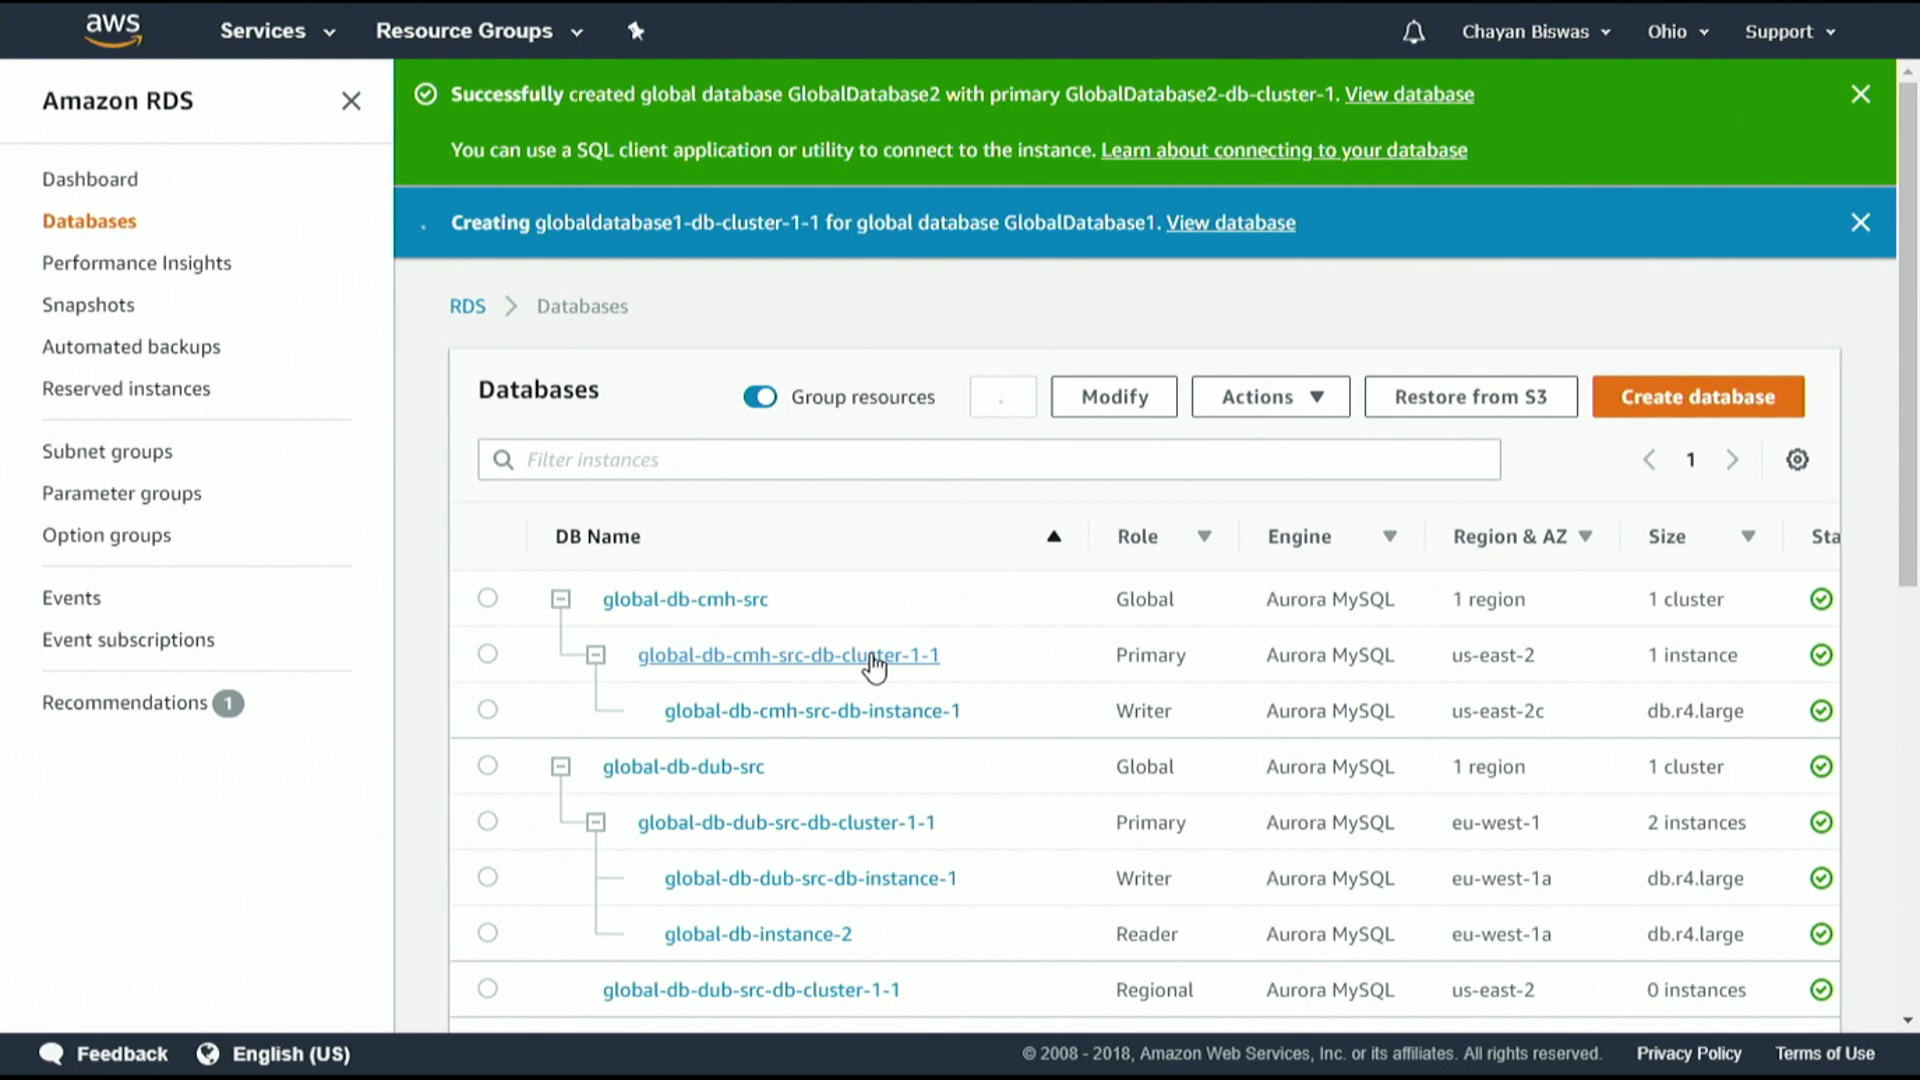 aws
Services
Resource Groups
Chayan Biswas
Ohio
Support
Amazon RDS
Dashboard
Databases
Performance Insights
Snapshots
Automated backups
Reserved instances
Subnet groups
Parameter groups
Option groups
Events
Event subscriptions
Recommendations 1
Successfully created global database GlobalDatabase2 with primary GlobalDatabase2-db-cluster-1. View database
You can use a SQL client application or utility to connect to the instance. Learn about connecting to your database
Creating globaldatabase1-db-cluster-1-1 for global database GlobalDatabase1. View database
RDS > Databases
Databases
Group resources
Modify
Actions
Restore from S3
Create database
Filter instances
1
DB Name Role Engine Region & AZ Size Sta
global-db-cmh-src Global Aurora MySQL 1 region 1 cluster
global-db-cmh-src-db-cluster-1-1 Primary Aurora MySQL us-east-2 1 instance
global-db-cmh-src-db-instance-1 Writer Aurora MySQL us-east-2c db.r4.large
global-db-dub-src Global Aurora MySQL 1 region 1 cluster
global-db-dub-src-db-cluster-1-1 Primary Aurora MySQL eu-west-1 2 instances
global-db-dub-src-db-instance-1 Writer Aurora MySQL eu-west-1a db.r4.large
global-db-instance-2 Reader Aurora MySQL eu-west-1a db.r4.large
global-db-dub-src-db-cluster-1-1 Regional Aurora MySQL us-east-2 0 instances
Feedback
English (US)
© 2008 - 2018, Amazon Web Services, Inc. or its affiliates. All rights reserved.
Privacy Policy
Terms of Use